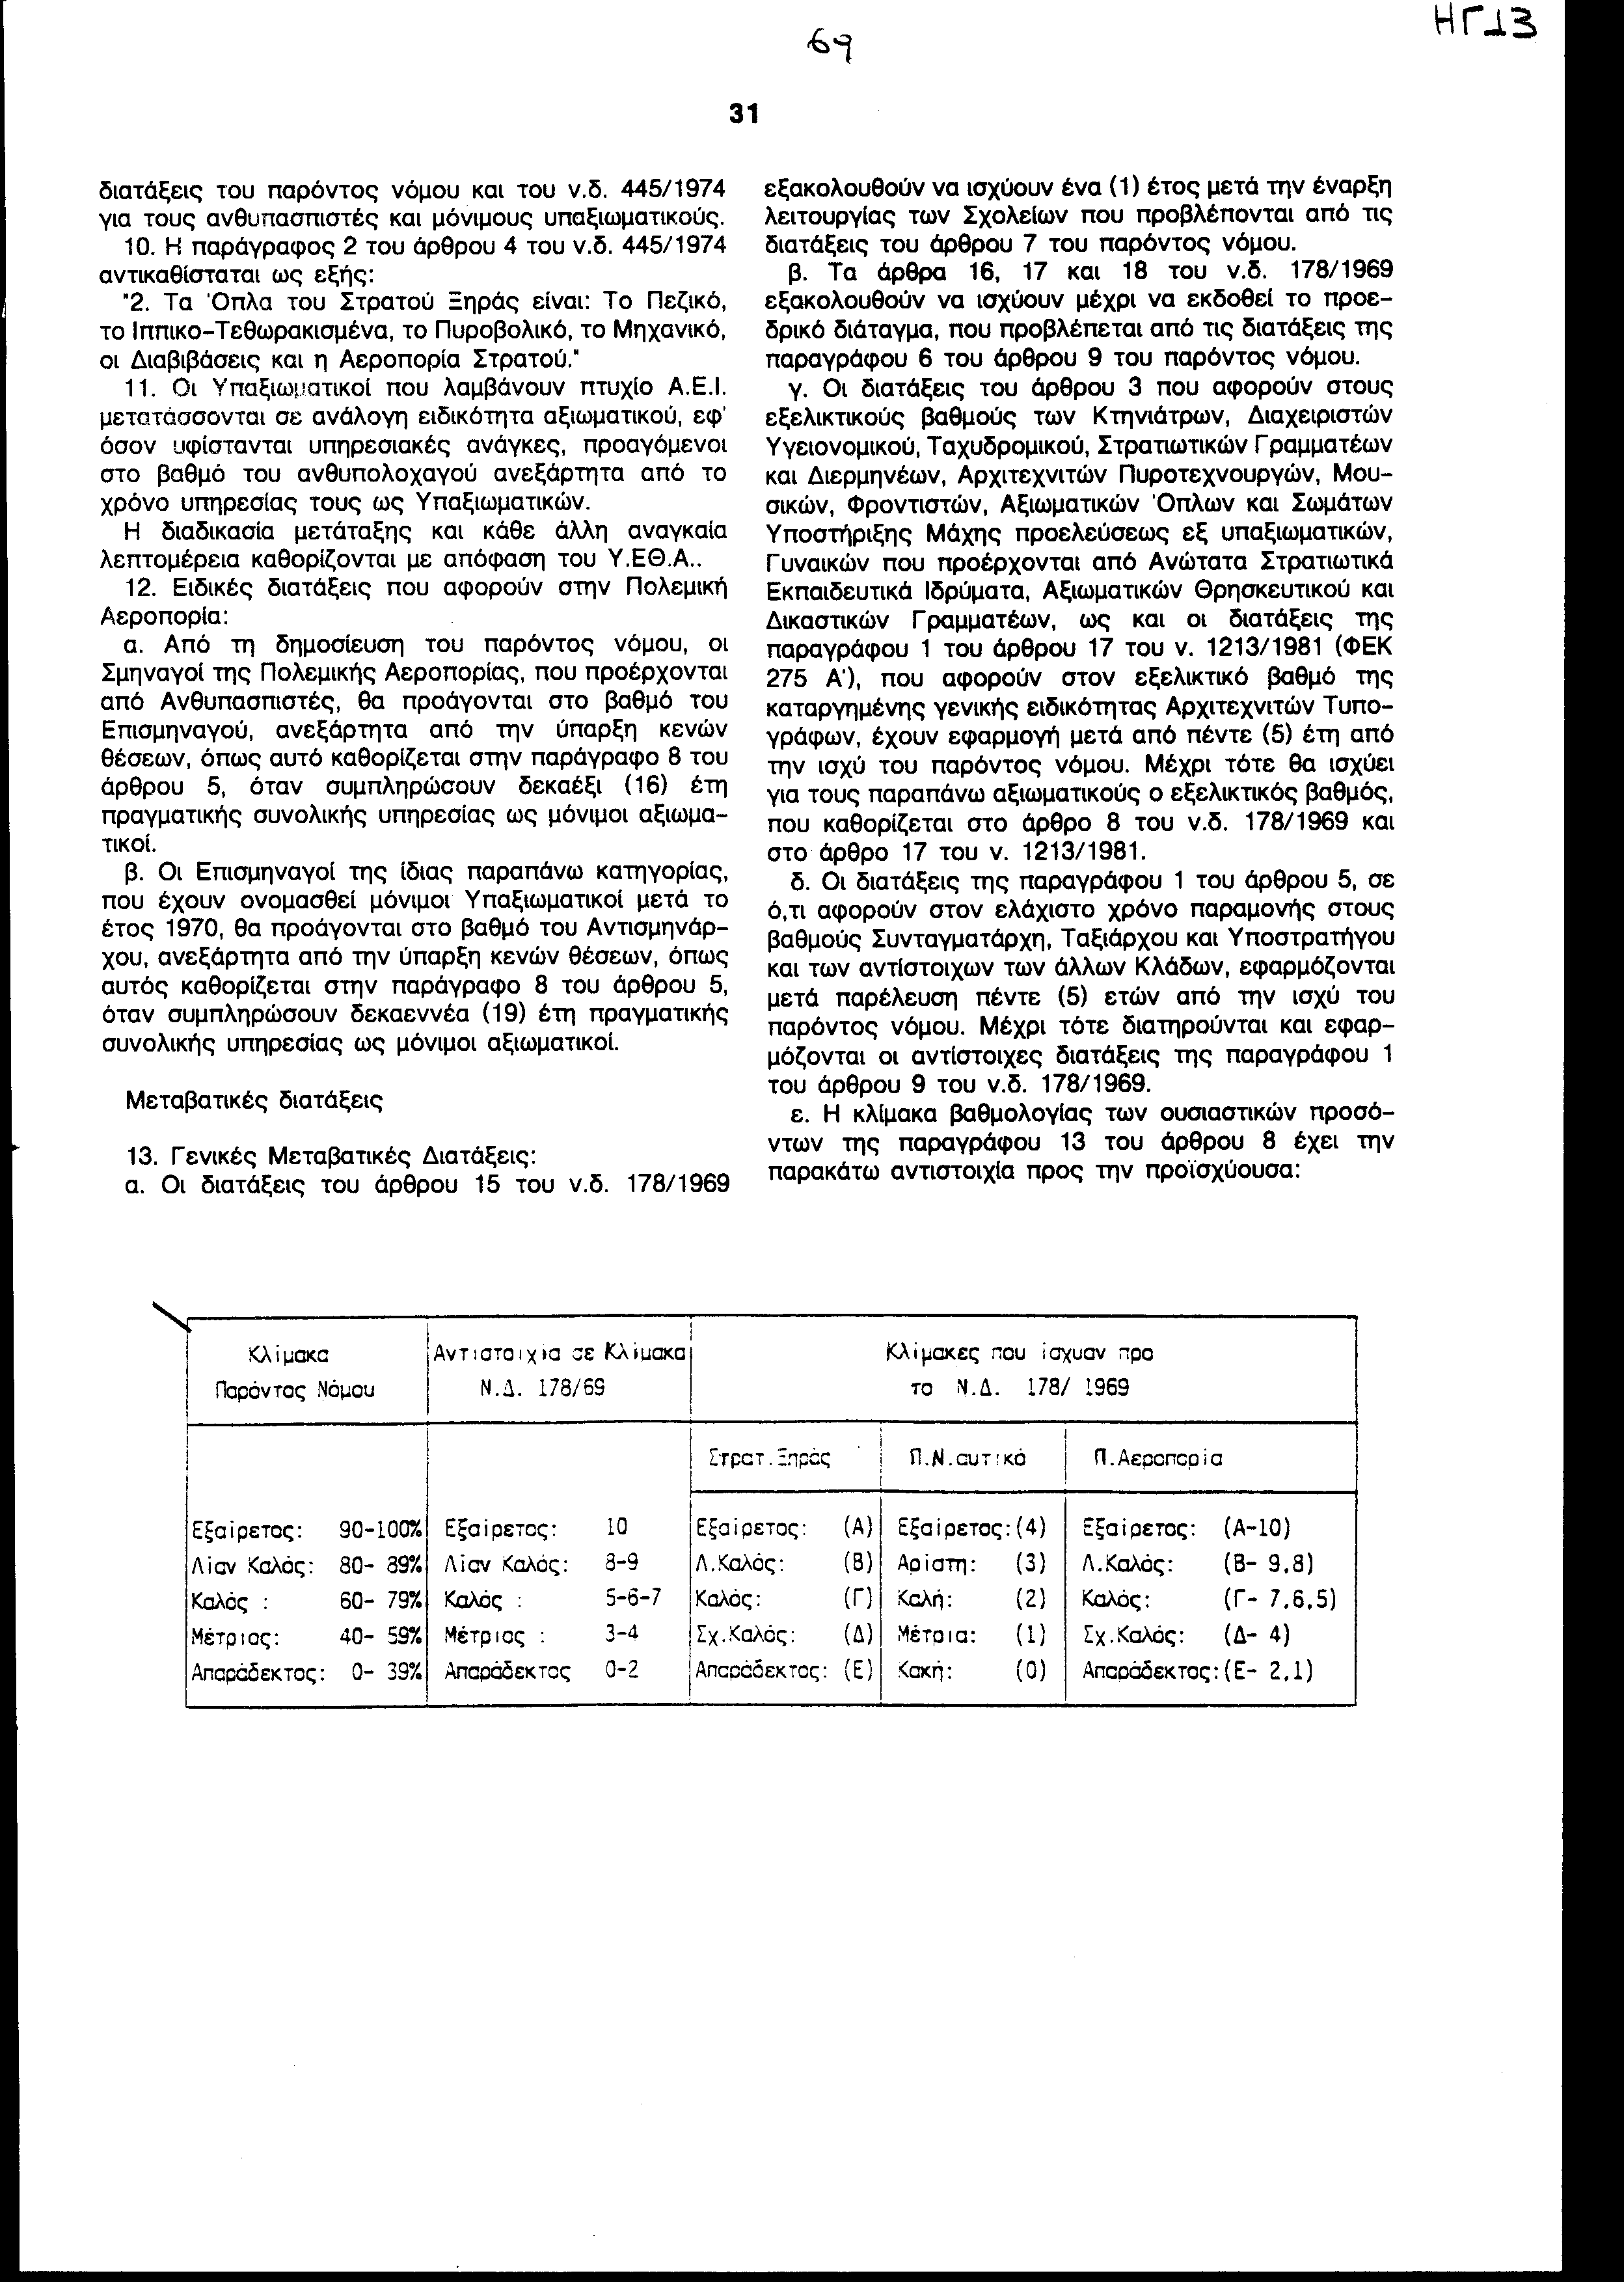 69
31
διατάξεις του παρόντος νόμου και του ν.δ. 445/1974
για τους ανθυπασπιστές και μόνιμους υπαξιωματικούς.
10. Η παράγραφος 2 του άρθρου 4 του ν.δ. 445/1974
αντικαθίσταται ως εξής:
"2. Τα Όπλα του Στρατού Ξηράς είναι: Το Πεζικό,
το Ιππικο-Τεθωρακισμένα, το Πυροβολικό, το Μηχανικό,
οι Διαβιβάσεις και η Αεροπορία Στρατού."
11. Οι Υπαξιωματικοί που λαμβάνουν πτυχίο Α.Ε.Ι.
μετατάσσονται σε ανάλογη ειδικότητα αξιωματικού, εφ'
όσον υφίστανται υπηρεσιακές ανάγκες, προαγόμενοι
στο βαθμό του ανθυπολοχαγού ανεξάρτητα από το
χρόνο υπηρεσίας τους ως Υπαξιωματικών.
Η διαδικασία μετάταξης και κάθε άλλη αναγκαία
λεπτομέρεια καθορίζονται με απόφαση του Υ.ΕΘ.Α..
12. Ειδικές διατάξεις που αφορούν στην Πολεμική
Αεροπορία:
α. Από τη δημοσίευση του παρόντος νόμου, οι
Σμηναγοί της Πολεμικής Αεροπορίας, που προέρχονται
από Ανθυπασπιστές, θα προάγονται στο βαθμό του
Επισμηναγού, ανεξάρτητα από την ύπαρξη κενών
θέσεων, όπως αυτό καθορίζεται στην παράγραφο 8 του
άρθρου 5, όταν συμπληρώσουν δεκαέξι (16) έτη
πραγματικής συνολικής υπηρεσίας ως μόνιμοι αξιωμα-
τικοί.
β. Οι Επισμηναγοί της ίδιας παραπάνω κατηγορίας,
που έχουν ονομασθεί μόνιμοι Υπαξιωματικοί μετά το
έτος 1970, θα προάγονται στο βαθμό του Αντισμηνάρ-
χου, ανεξάρτητα από την ύπαρξη κενών θέσεων, όπως
αυτός καθορίζεται στην παράγραφο 8 του άρθρου 5,
όταν συμπληρώσουν δεκαεννέα (19) έτη πραγματικής
συνολικής υπηρεσίας ως μόνιμοι αξιωματικοί.
Μεταβατικές διατάξεις
13. Γενικές Μεταβατικές Διατάξεις:
α. Οι διατάξεις του άρθρου 15 του ν.δ. 178/1969
εξακολουθούν να ισχύουν ένα (1) έτος μετά την έναρξη
λειτουργίας των Σχολείων που προβλέπονται από τις
διατάξεις του άρθρου 7 του παρόντος νόμου.
β. Τα άρθρα 16, 17 και 18 του ν.δ. 178/1969
εξακολουθούν να ισχύουν μέχρι να εκδοθεί το προε-
δρικό διάταγμα, που προβλέπεται από τις διατάξεις της
παραγράφου 6 του άρθρου 9 του παρόντος νόμου.
γ. Οι διατάξεις του άρθρου 3 που αφορούν στους
εξελικτικούς βαθμούς των Κτηνιάτρων, Διαχειριστών
Υγειονομικού, Ταχυδρομικού, Στρατιωτικών Γραμματέων
και Διερμηνέων, Αρχιτεχνιτών Πυροτεχνουργών, Μου-
σικών, Φροντιστών, Αξιωματικών Όπλων και Σωμάτων
Υποστήριξης Μάχης προελεύσεως εξ υπαξιωματικών,
Γυναικών που προέρχονται από Ανώτατα Στρατιωτικά
Εκπαιδευτικά Ιδρύματα, Αξιωματικών Θρησκευτικού και
Δικαστικών Γραμματέων, ως και οι διατάξεις της
παραγράφου 1 του άρθρου 17 του ν. 1213/1981 (ΦΕΚ
275 Α'), που αφορούν στον εξελικτικό βαθμό της
καταργημένης γενικής ειδικότητας Αρχιτεχνιτών Τυπο-
γράφων, έχουν εφαρμογή μετά από πέντε (5) έτη από
την ισχύ του παρόντος νόμου. Μέχρι τότε θα ισχύει
για τους παραπάνω αξιωματικούς ο εξελικτικός βαθμός,
που καθορίζεται στο άρθρο 8 του ν.δ. 178/1969 και
στο άρθρο 17 του ν. 1213/1981.
δ. Οι διατάξεις της παραγράφου 1 του άρθρου 5, σε
ό,τι αφορούν στον ελάχιστο χρόνο παραμονής στους
βαθμούς Συνταγματάρχη, Ταξιάρχου και Υποστρατήγου
και των αντίστοιχων των άλλων Κλάδων, εφαρμόζονται
μετά παρέλευση πέντε (5) ετών από την ισχύ του
παρόντος νόμου. Μέχρι τότε διατηρούνται και εφαρ-
μόζονται οι αντίστοιχες διατάξεις της παραγράφου 1
του άρθρου 9 του ν.δ. 178/1969.
ε. Η κλίμακα βαθμολογίας των ουσιαστικών προσό-
ντων της παραγράφου 13 του άρθρου 8 έχει την
παρακάτω αντιστοιχία προς την προϊσχύουσα:
Κλίμακα Αντιστοιχία σε Κλίμακα Κλίμακες που ίσχυαν προ
Παρόντος Νόμου Ν.Δ. 178/69 το Ν.Δ. 178/ 1969
Στρατ.Ξηράς Π.Ν.αυτικό Π.Αεροπορία
Εξαίρετος: 90-100% Εξαίρετος: 10 Εξαίρετος: (Α) Εξαίρετος:(4) Εξαίρετος: (Α-10)
Λίαν Καλός: 80- 89% Λίαν Καλός: 8-9 Λ.Καλός: (Β) Αρίστη: (3) Λ.Καλός: (Β- 9,8)
Καλός : 60- 79% Καλός : 5-6-7 Καλός: (Γ) Καλή: (2) Καλός: (Γ- 7,6,5)
Μέτριος: 40- 59% Μέτριος : 3-4 Σχ.Καλός: (Δ) Μέτρια: (1) Σχ.Καλός: (Δ- 4)
Απαράδεκτος: 0- 39% Απαράδεκτος 0-2 Απαράδεκτος: (Ε) Κακή: (0) Απαράδεκτος:(Ε- 2,1)